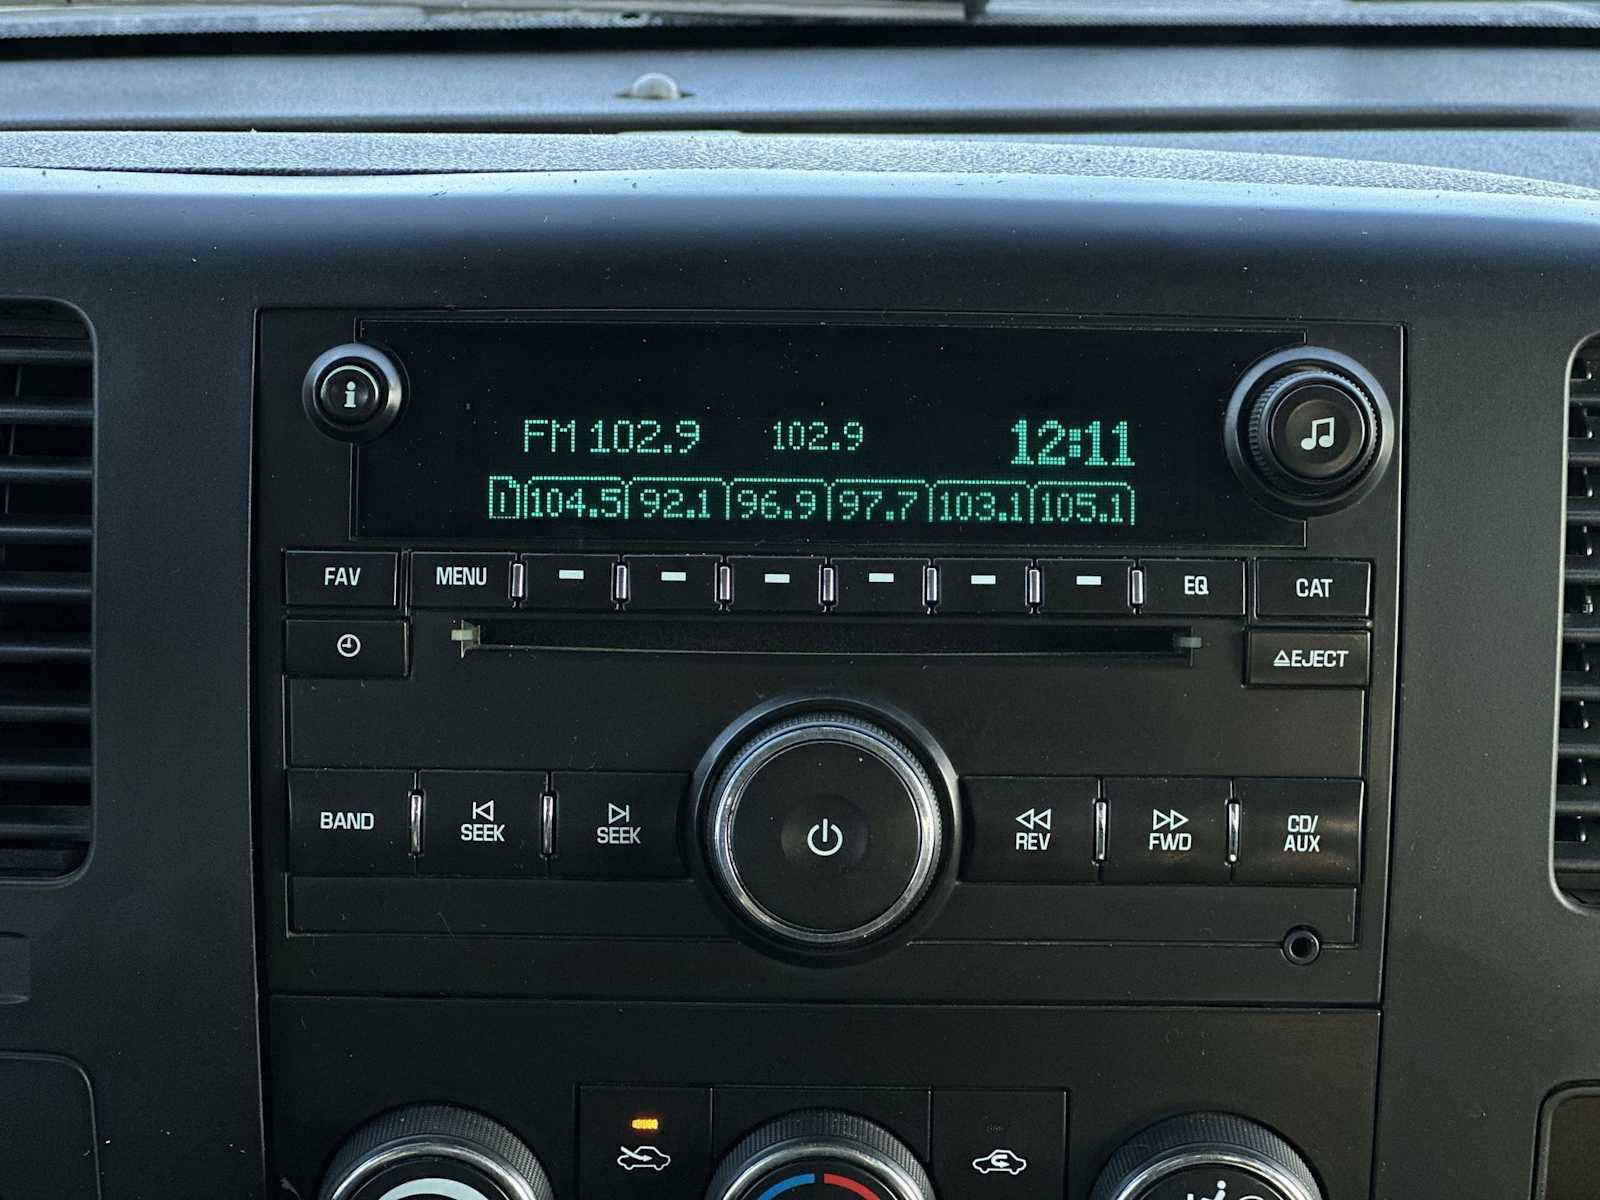 i
FM 102.9 102.9 12:11
1 104.5 92.1 96.9 97.7 103.1 105.1
FAV MENU EQ CAT
EJECT
BAND SEEK SEEK REV FWD CD/
AUX